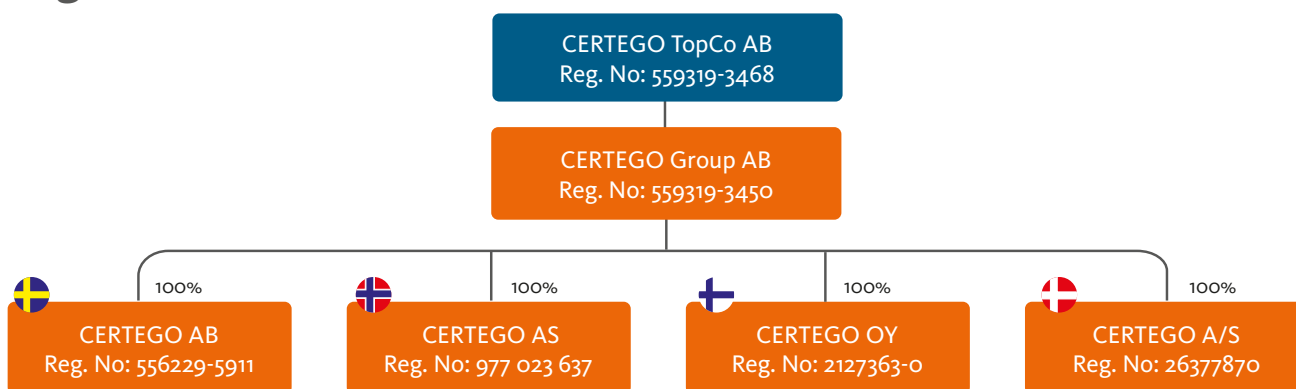 CERTEGO TopCo AB
Reg. No: 559319-3468
CERTEGO Group AB
Reg. No: 559319-3450
100%
100%
100%
100%
CERTEGO AB
Reg. No: 556229-5911
CERTEGO AS
Reg. No: 977 023 637
CERTEGO OY
Reg. No: 2127363-0
CERTEGO A/S
Reg. No: 26377870